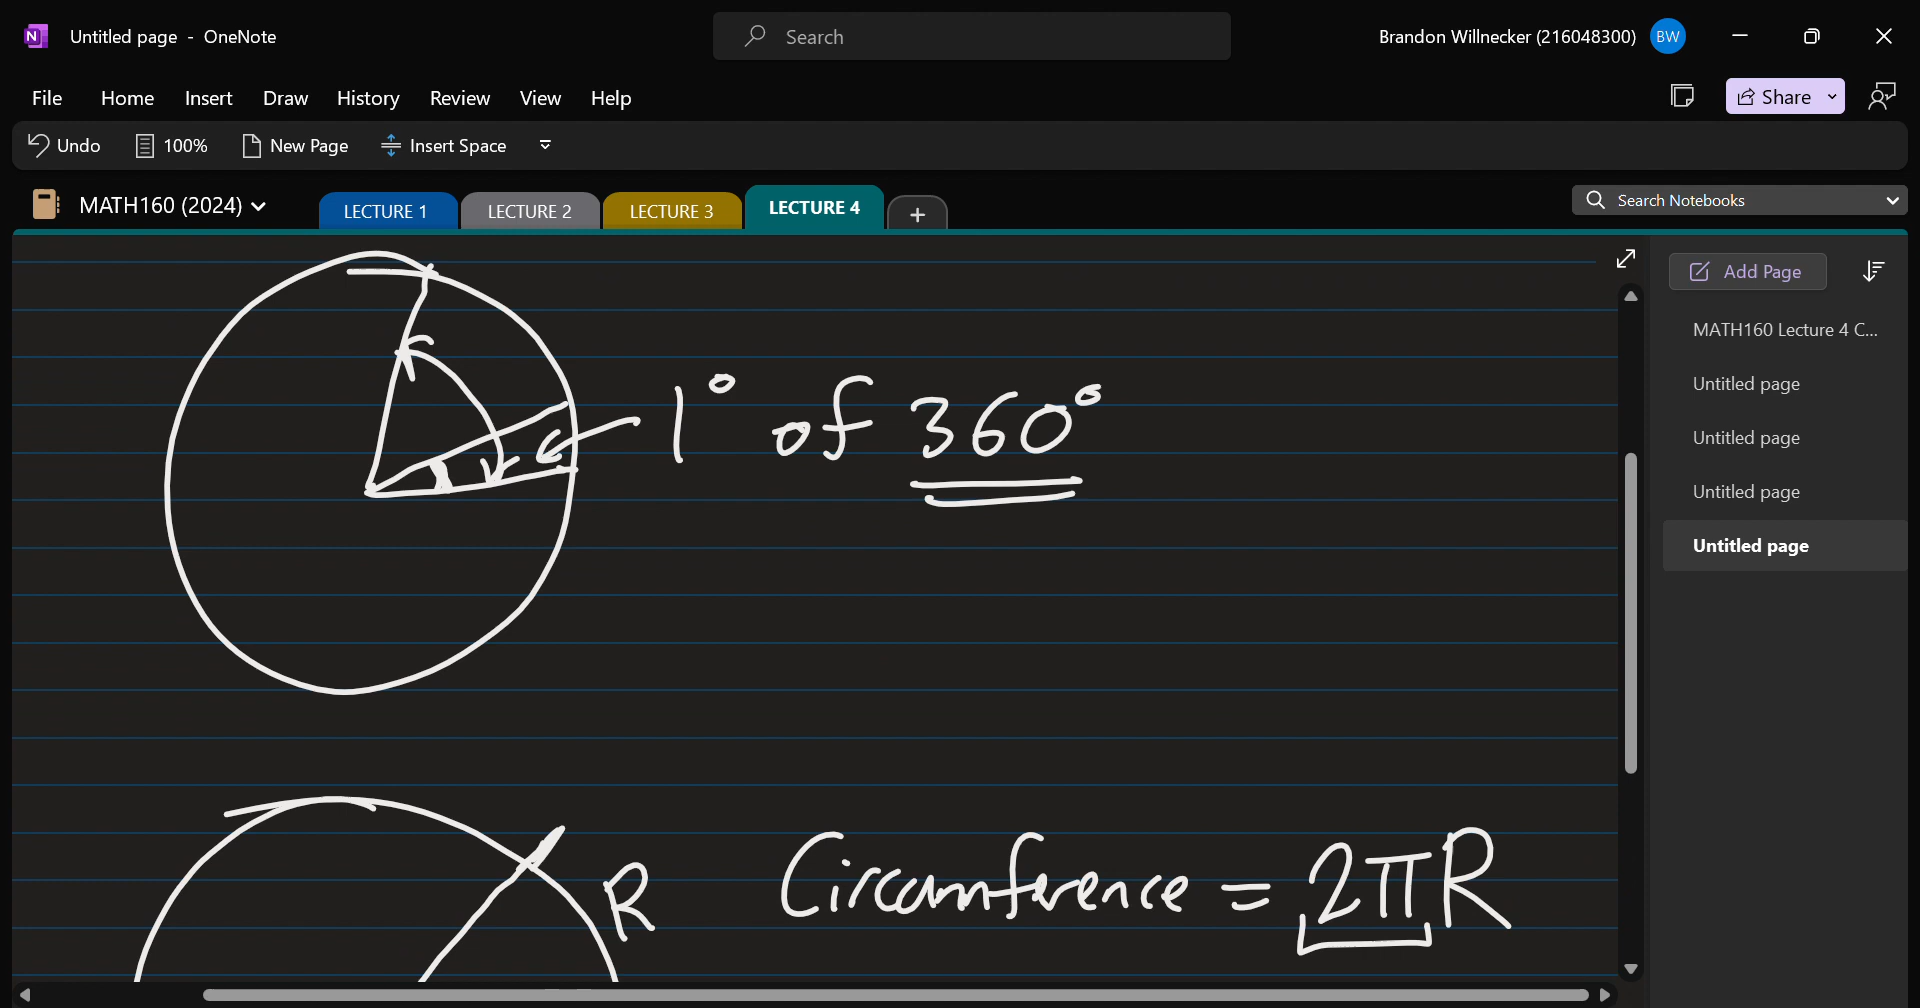 Untitled page - OneNote
Search
Brandon Willnecker (216048300)
BW
File Home Insert Draw History Review View Help
Share
Undo 100% New Page Insert Space
MATH160 (2024)
LECTURE 1
LECTURE 2
LECTURE 3
LECTURE 4
+
Search Notebooks
Add Page
MATH160 Lecture 4 C...
Untitled page
Untitled page
Untitled page
Untitled page
1° of 360°
R
Circumference = 2πR